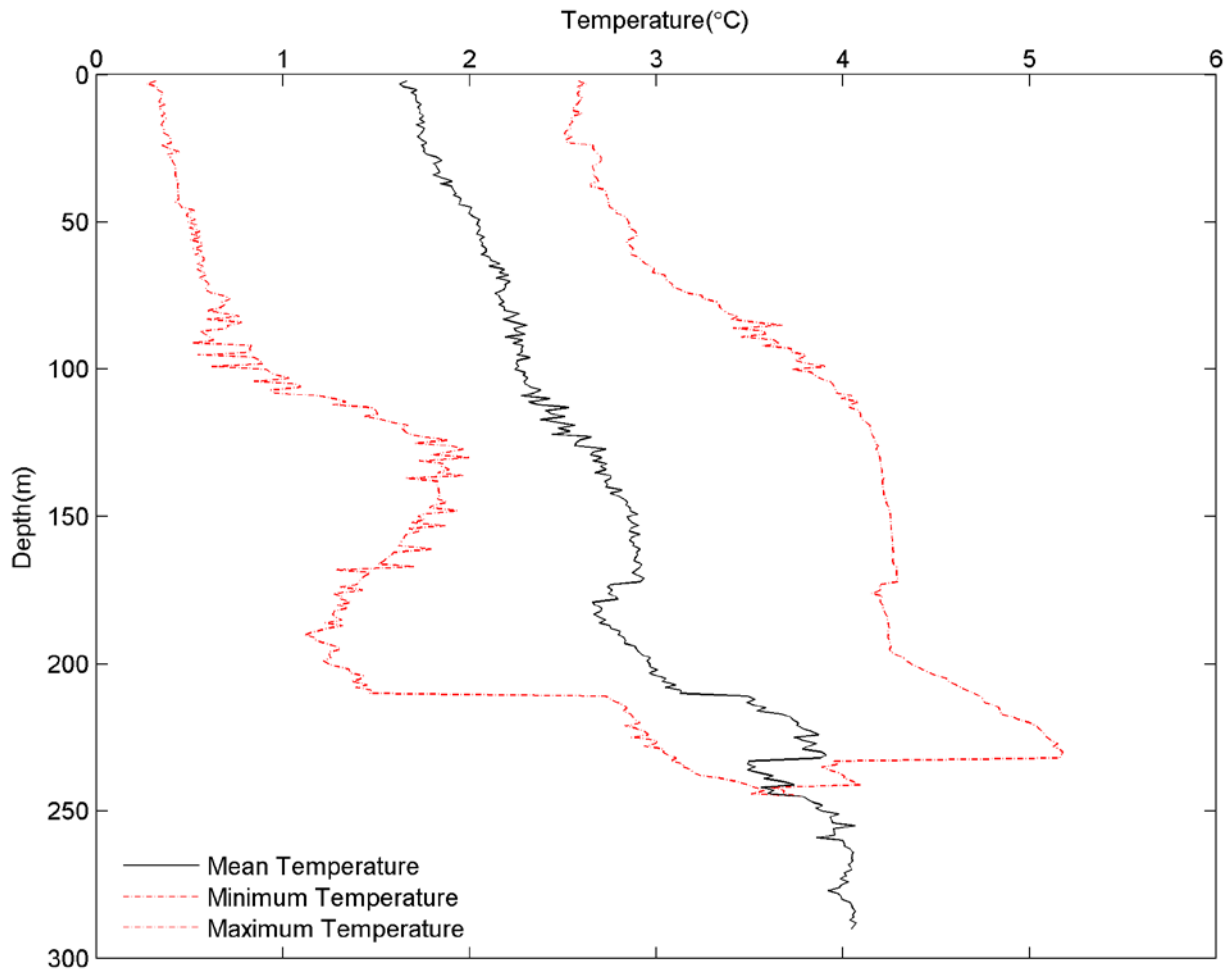 Temperature(°C)
0 1 2 3 4 5 6
0
50
100
150
200
250
300
Depth(m)
Mean Temperature
Minimum Temperature
Maximum Temperature